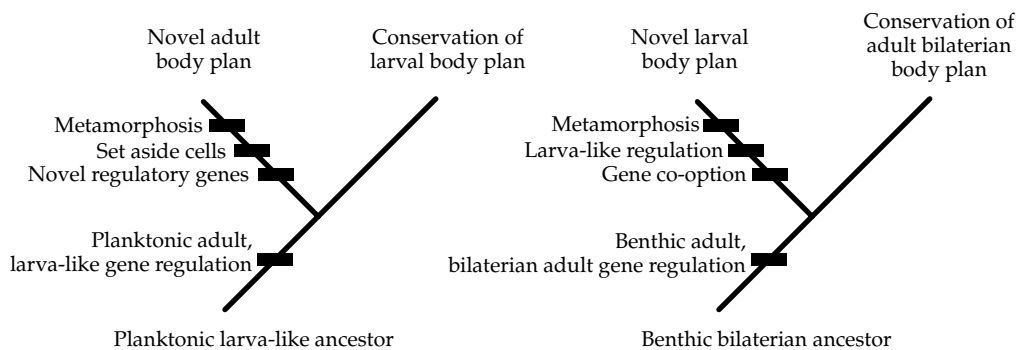 Novel adult
body plan
Conservation of
larval body plan
Metamorphosis
Set aside cells
Novel regulatory genes
Planktonic adult,
larva-like gene regulation
Planktonic larva-like ancestor
Novel larval
body plan
Conservation of
adult bilaterian
body plan
Metamorphosis
Larva-like regulation
Gene co-option
Benthic adult,
bilaterian adult gene regulation
Benthic bilaterian ancestor